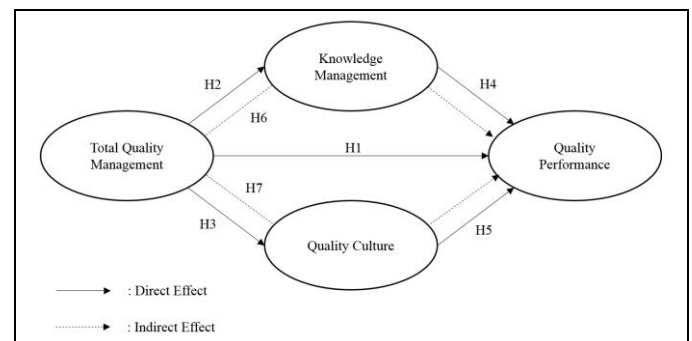 Knowledge
Management
H2
H4
H6
Total Quality
Management
H1
Quality
Performance
H7
H3
Quality Culture
H5
: Direct Effect
: Indirect Effect